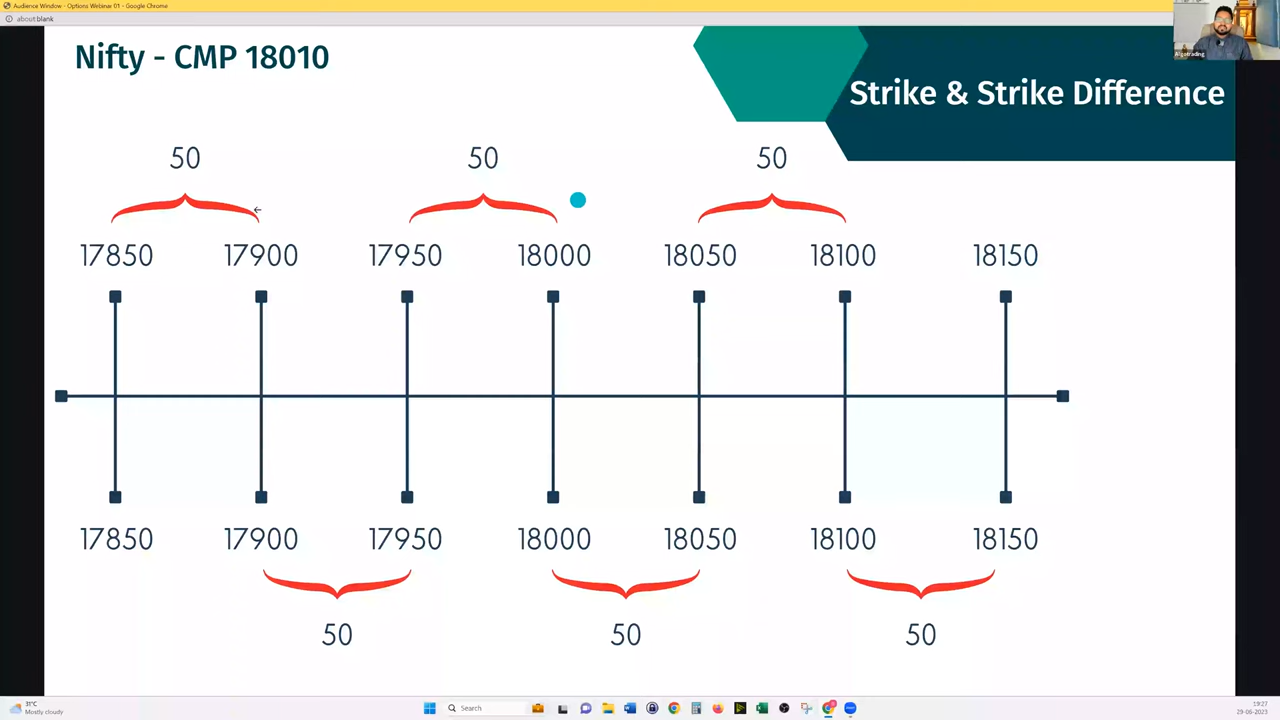 Audience Window - Options Webinar 01 - Google Chrome
about:blank
Nifty - CMP 18010
Algotrading
Strike & Strike Difference
50 50 50
17850 17900 17950 18000 18050 18100 18150
17850 17900 17950 18000 18050 18100 18150
50 50 50
31°C
Mostly cloudy
Search
19:27
29-06-2023